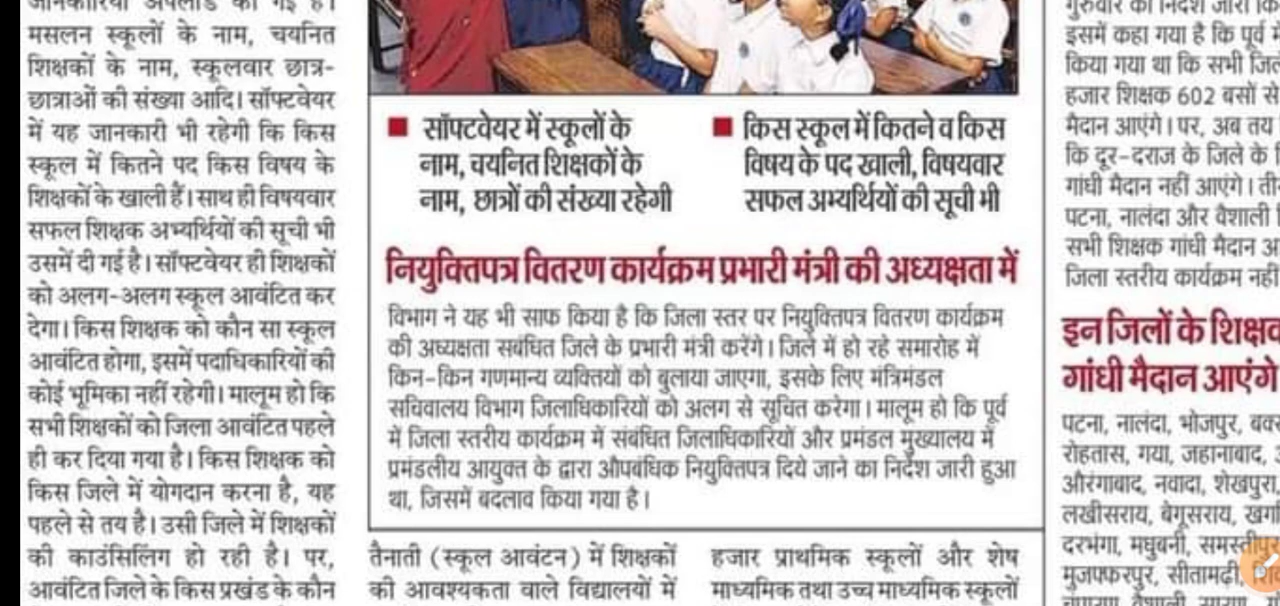 जानकारियां अपलोड की गई हैं।
मसलन स्कूलों के नाम, चयनित
शिक्षकों के नाम, स्कूलवार छात्र-
छात्राओं की संख्या आदि। सॉफ्टवेयर
में यह जानकारी भी रहेगी कि किस
स्कूल में कितने पद किस विषय के
शिक्षकों के खाली हैं। साथ ही विषयवार
सफल शिक्षक अभ्यर्थियों की सूची भी
उसमें दी गई है। सॉफ्टवेयर ही शिक्षकों
को अलग-अलग स्कूल आवंटित कर
देगा। किस शिक्षक को कौन सा स्कूल
आवंटित होगा, इसमें पदाधिकारियों की
कोई भूमिका नहीं रहेगी। मालूम हो कि
सभी शिक्षकों को जिला आवंटित पहले
ही कर दिया गया है। किस शिक्षक को
किस जिले में योगदान करना है, यह
पहले से तय है। उसी जिले में शिक्षकों
की काउंसिलिंग हो रही है। पर,
आवंटित जिले के किस प्रखंड के कौन
सॉफ्टवेयर में स्कूलों के
नाम, चयनित शिक्षकों के
नाम, छात्रों की संख्या रहेगी
किस स्कूल में कितने व किस
विषय के पद खाली, विषयवार
सफल अभ्यर्थियों की सूची भी
नियुक्तिपत्र वितरण कार्यक्रम प्रभारी मंत्री की अध्यक्षता में
विभाग ने यह भी साफ किया है कि जिला स्तर पर नियुक्तिपत्र वितरण कार्यक्रम
की अध्यक्षता सबंधित जिले के प्रभारी मंत्री करेंगे। जिले में हो रहे समारोह में
किन-किन गणमान्य व्यक्तियों को बुलाया जाएगा, इसके लिए मंत्रिमंडल
सचिवालय विभाग जिलाधिकारियों को अलग से सूचित करेगा। मालूम हो कि पूर्व
में जिला स्तरीय कार्यक्रम में संबंधित जिलाधिकारियों और प्रमंडल मुख्यालय में
प्रमंडलीय आयुक्त के द्वारा औपबंधिक नियुक्तिपत्र दिये जाने का निर्देश जारी हुआ
था, जिसमें बदलाव किया गया है।
तैनाती (स्कूल आवंटन) में शिक्षकों
की आवश्यकता वाले विद्यालयों में
हजार प्राथमिक स्कूलों और शेष
माध्यमिक तथा उच्च माध्यमिक स्कूलों
गुरुवार को निर्देश जारी
इसमें कहा गया है कि पूर्व
किया गया था कि सभी
हजार शिक्षक 602 बसों से
मैदान आएंगे। पर, अब तय
कि दूर-दराज के जिले के
गांधी मैदान नहीं आएंगे।
पटना, नालंदा और वैशाली
सभी शिक्षक गांधी मैदान
जिला स्तरीय कार्यक्रम नहीं
इन जिलों के
गांधी मैदान आएंगे
पटना, नालंदा, भोजपुर,
रोहतास, गया, जहानाबाद,
औरंगाबाद, नवादा, शेखपुरा,
लखीसराय, बेगूसराय,
दरभंगा, मधुबनी,
मुजफ्फरपुर, सीतामढ़ी,